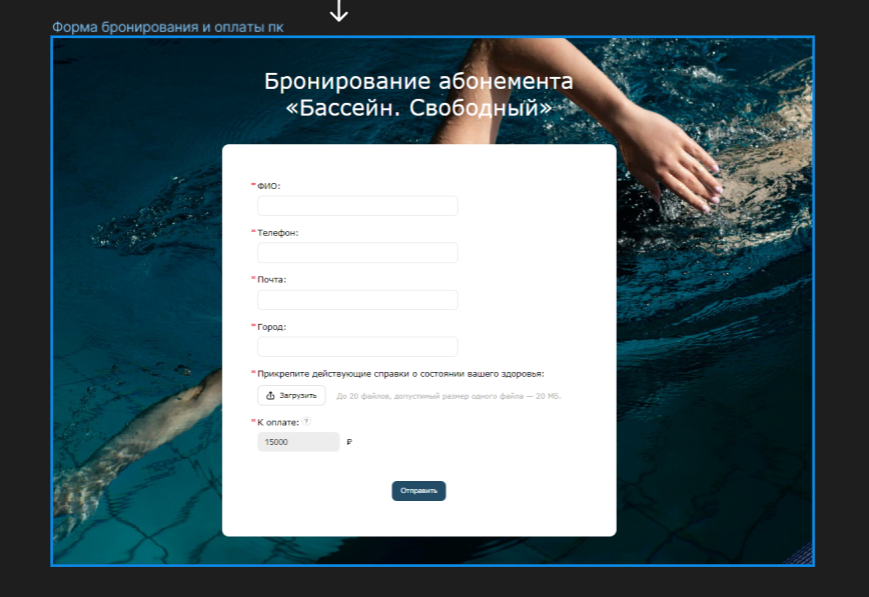 Форма бронирования и оплаты пк
Бронирование абонемента
«Бассейн. Свободный»
* ФИО:
* Телефон:
* Почта:
* Город:
* Прикрепите действующие справки о состоянии вашего здоровья:
Загрузить До 20 файлов, допустимый размер одного файла — 20 МБ.
* К оплате: ?
15000 ₽
Отправить